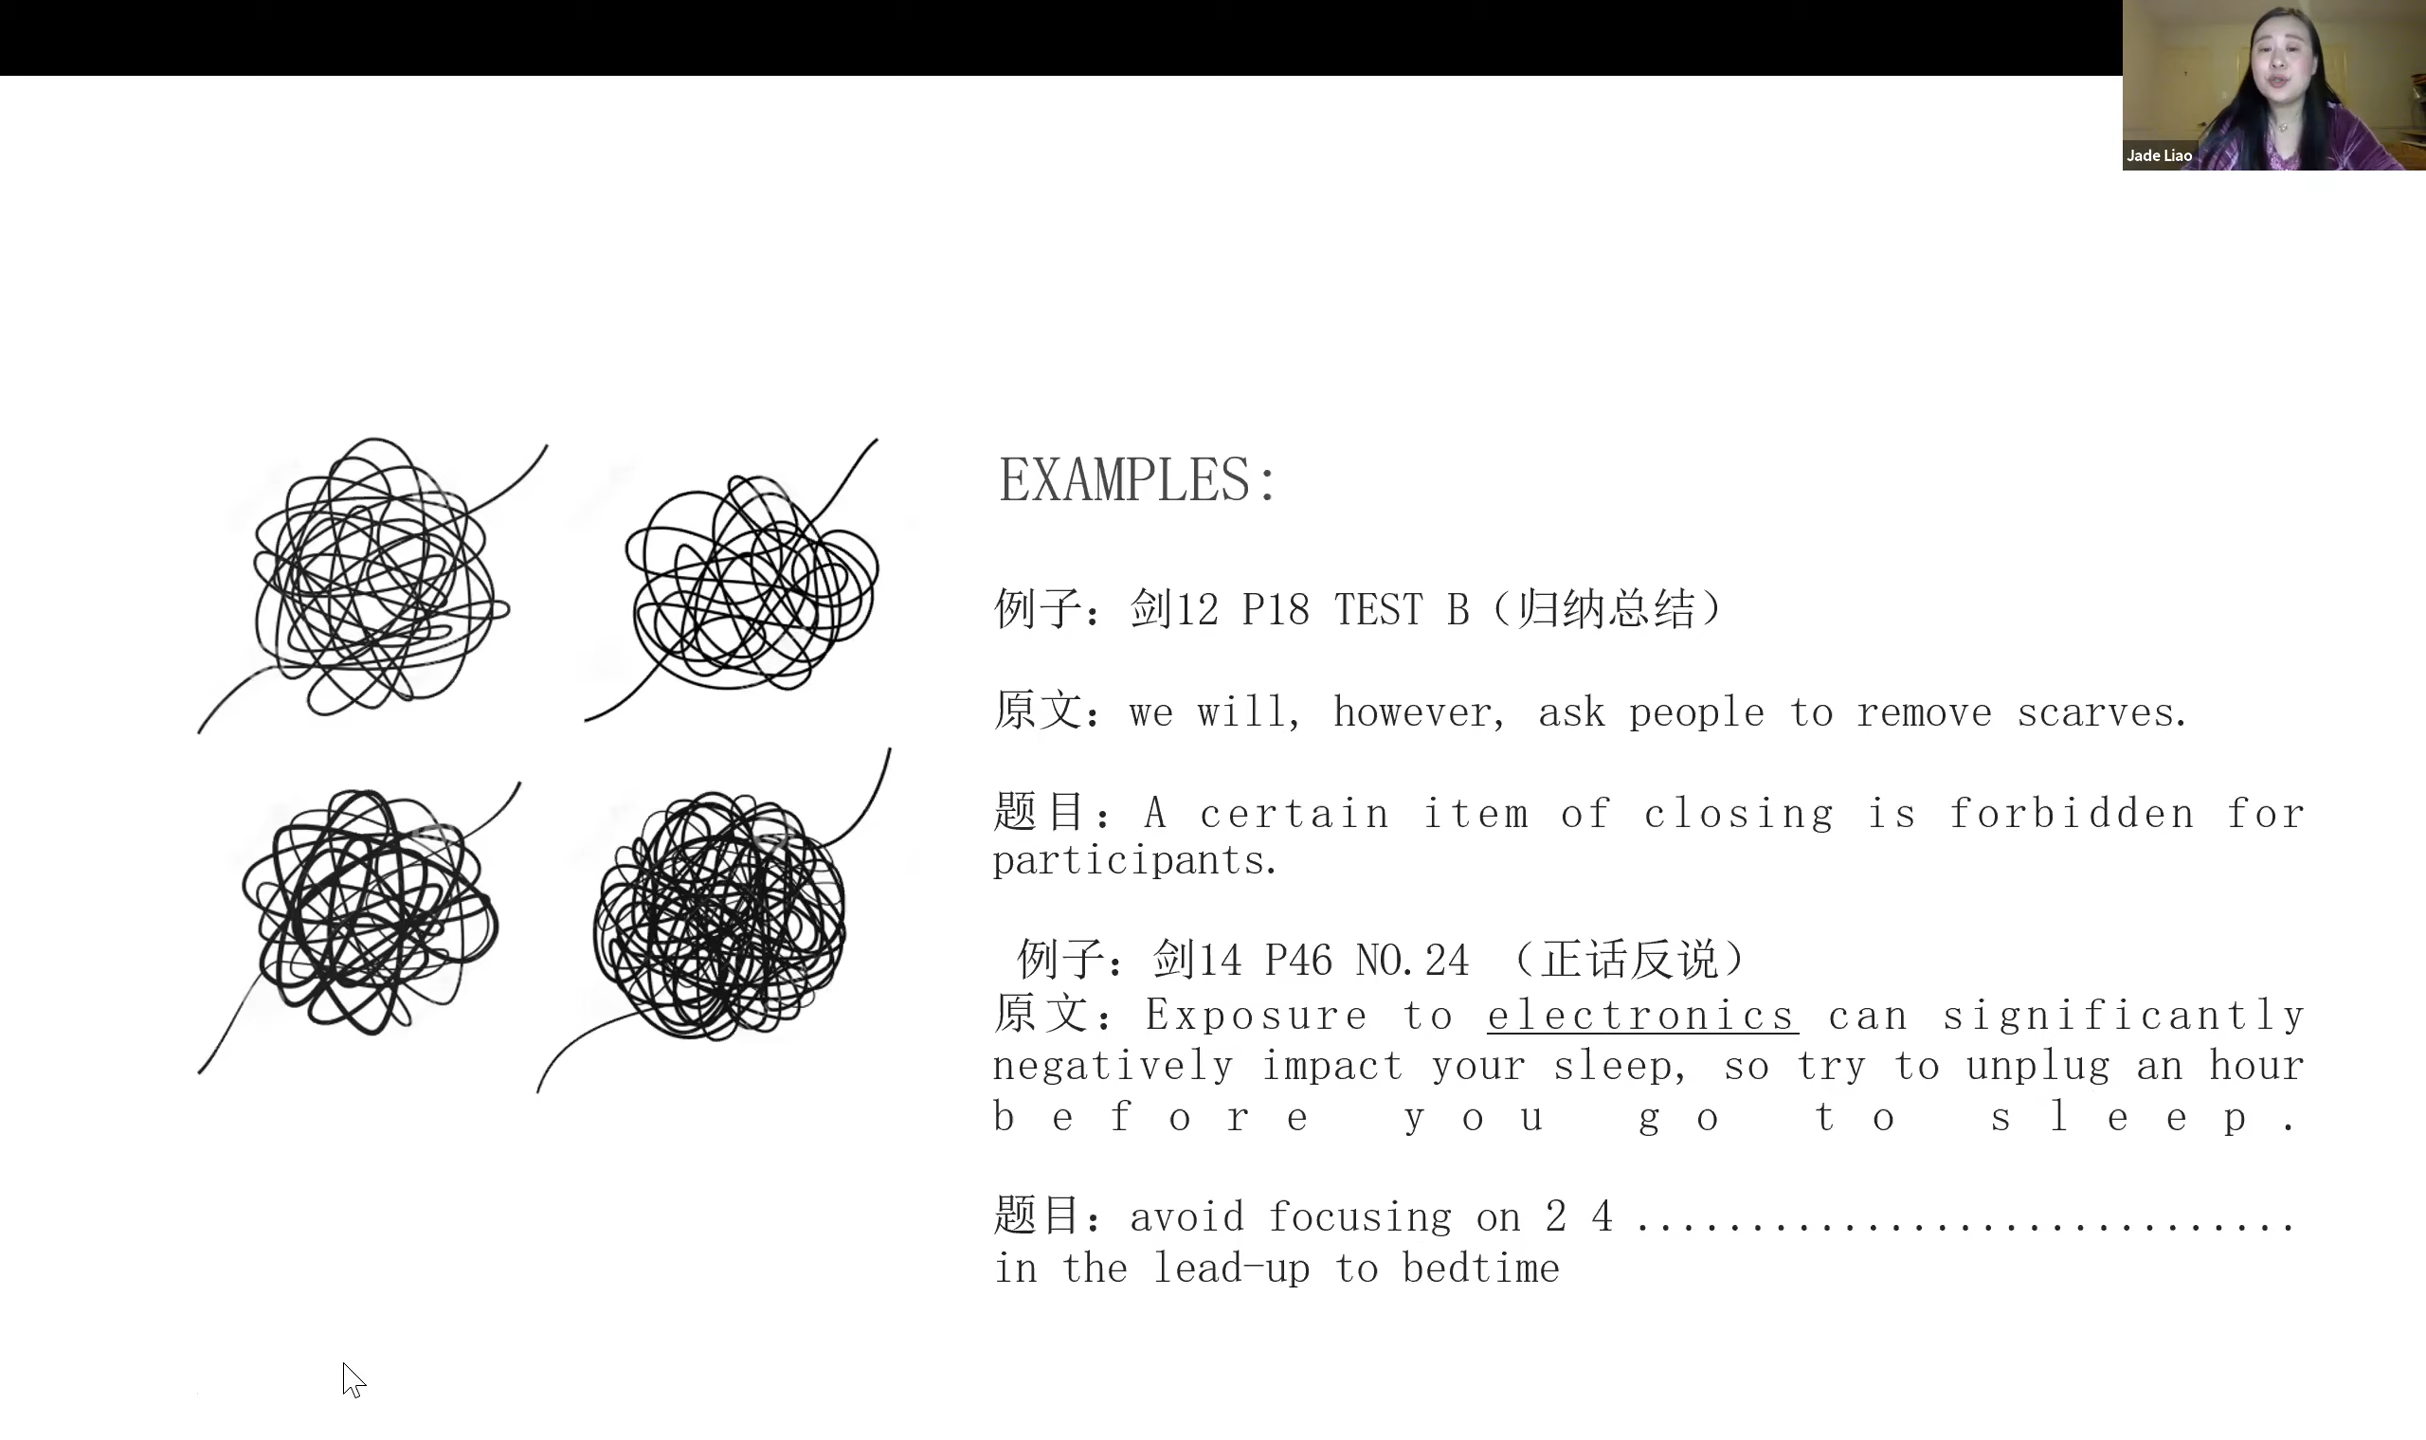 Jade Liao
EXAMPLES:
例子：剑12 P18 TEST B（归纳总结）
原文：we will, however, ask people to remove scarves.
题目：A certain item of closing is forbidden for
participants.
例子：剑14 P46 NO.24 （正话反说）
原文：Exposure to electronics can significantly
negatively impact your sleep, so try to unplug an hour
before you go to sleep.
题目：avoid focusing on 2 4 .............................
in the lead-up to bedtime